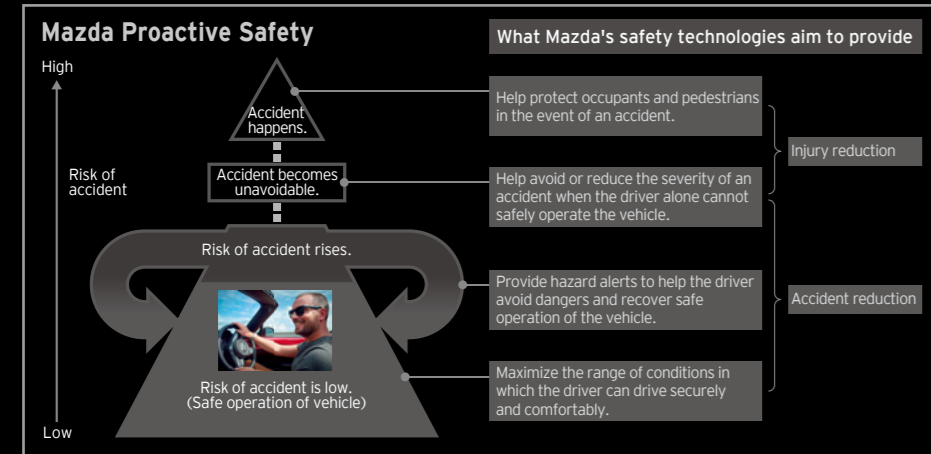 Mazda Proactive Safety
What Mazda's safety technologies aim to provide
High
Risk of
accident
Low
Accident
happens.
Accident becomes
unavoidable.
Risk of accident rises.
Risk of accident is low.
(Safe operation of vehicle)
Help protect occupants and pedestrians
in the event of an accident.
Help avoid or reduce the severity of an
accident when the driver alone cannot
safely operate the vehicle.
Provide hazard alerts to help the driver
avoid dangers and recover safe
operation of the vehicle.
Maximize the range of conditions in
which the driver can drive securely
and comfortably.
Injury reduction
Accident reduction